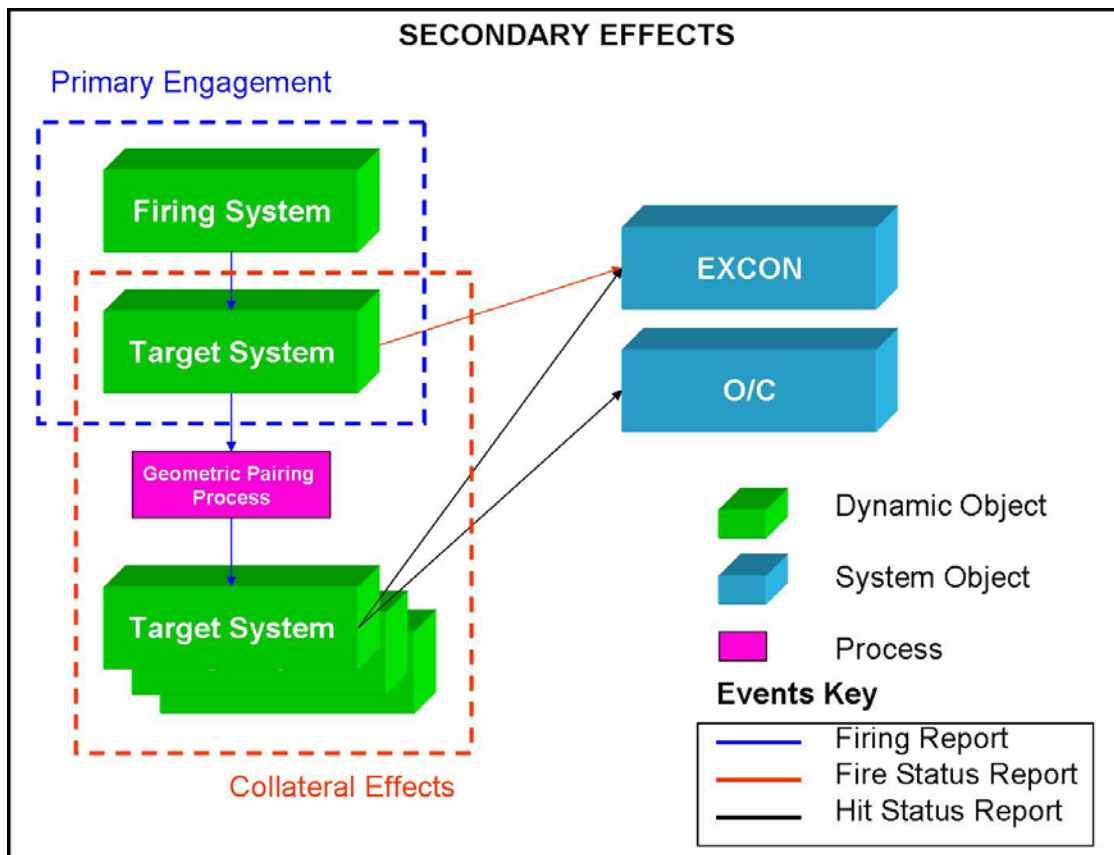 SECONDARY EFFECTS
Primary Engagement
Firing System
Target System
Geometric Pairing
Process
Target System
Collateral Effects
EXCON
O/C
Dynamic Object
System Object
Process
Events Key
Firing Report
Fire Status Report
Hit Status Report